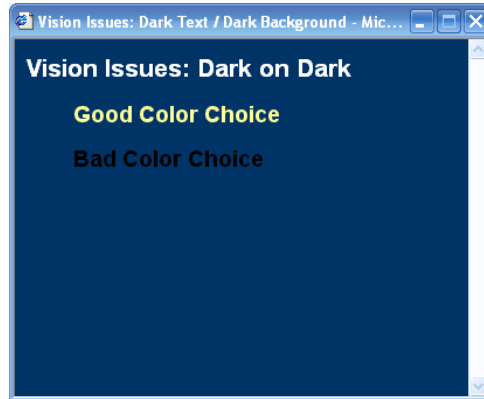 Vision Issues: Dark Text / Dark Background - Mic...
Vision Issues: Dark on Dark
Good Color Choice
Bad Color Choice